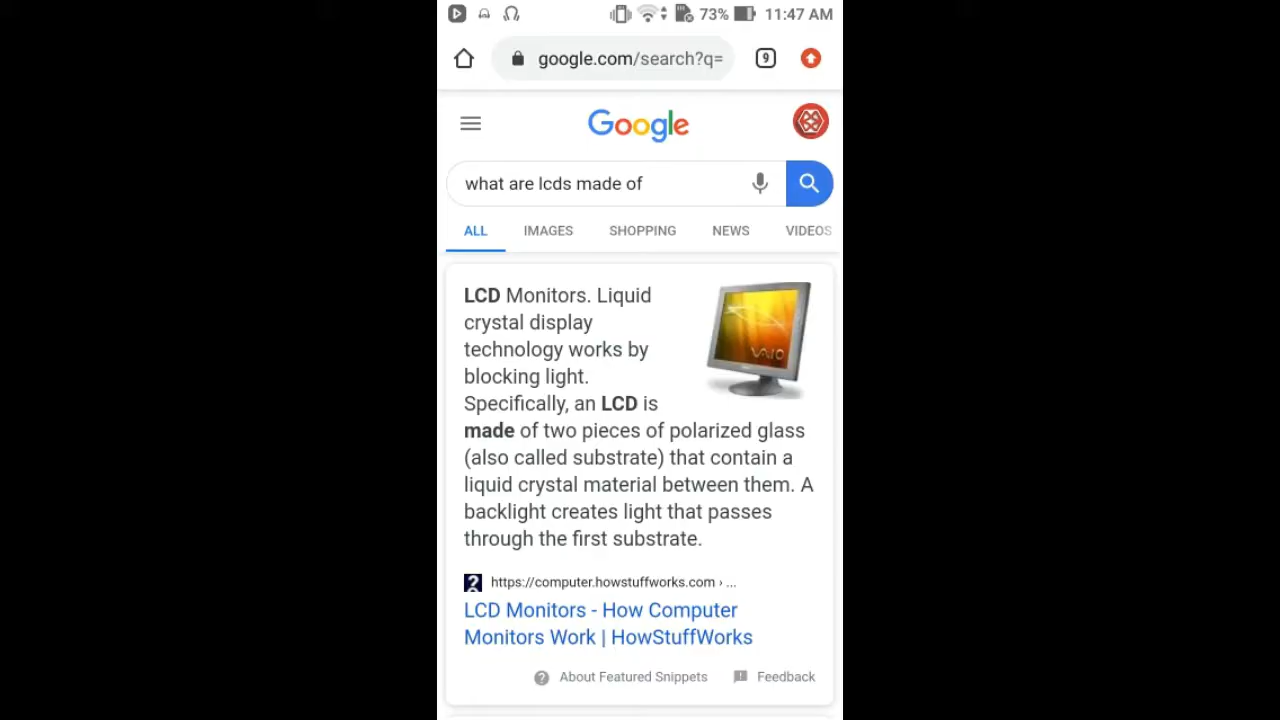 73% 11:47 AM
google.com/search?q= 9
Google
what are lcds made of
ALL IMAGES SHOPPING NEWS VIDEOS
LCD Monitors. Liquid
crystal display
technology works by
blocking light.
Specifically, an LCD is
made of two pieces of polarized glass
(also called substrate) that contain a
liquid crystal material between them. A
backlight creates light that passes
through the first substrate.
VAIO
https://computer.howstuffworks.com › ...
LCD Monitors - How Computer
Monitors Work | HowStuffWorks
About Featured Snippets Feedback